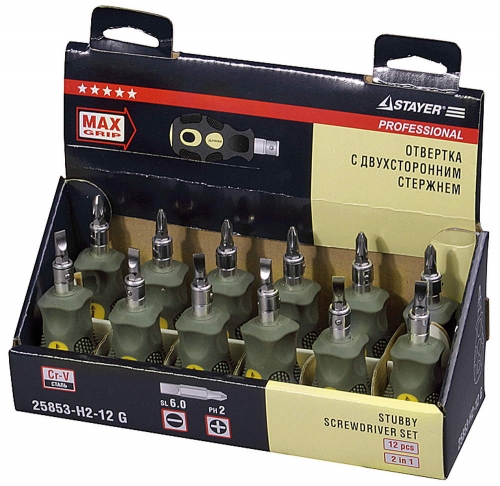 MAX
GRIP
STAYER
PROFESSIONAL
ОТВЕРТКА
С ДВУХСТОРОННИМ
СТЕРЖНЕМ
Cr-V
СТАЛЬ
SL 6.0
PH 2
25853-H2-12 G
STUBBY
SCREWDRIVER SET
12 pcs
2 in 1